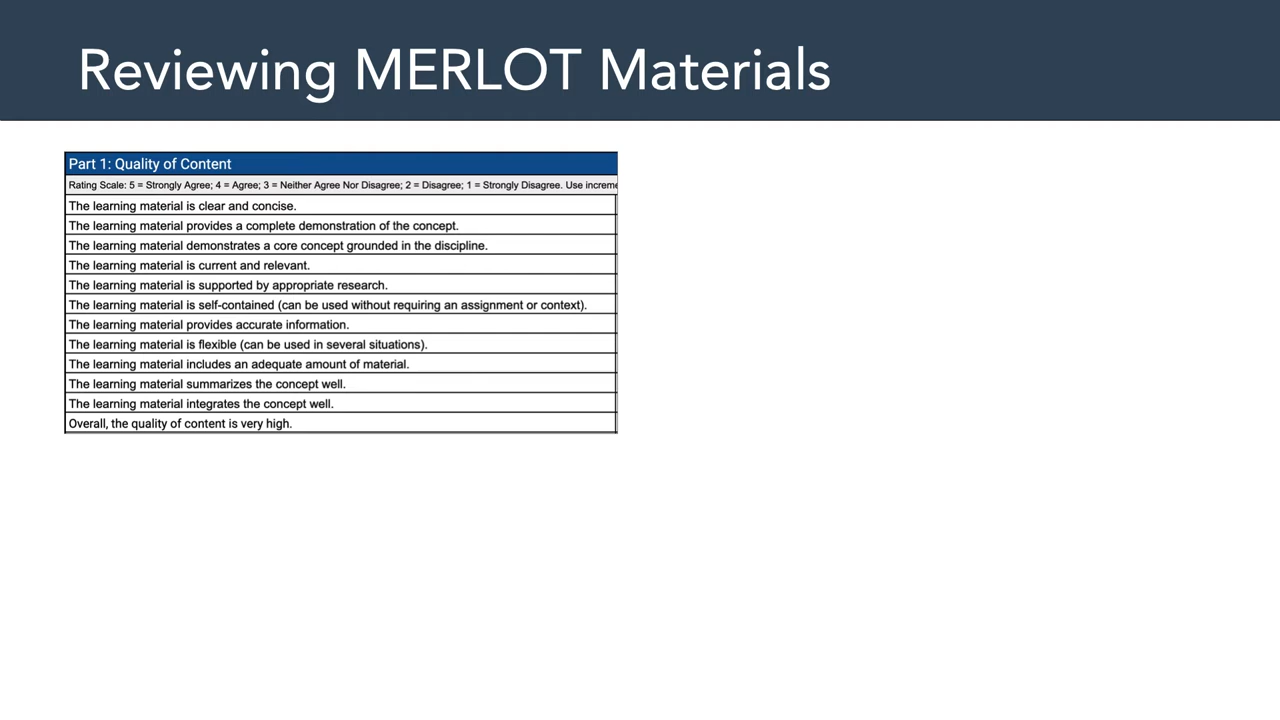 Reviewing MERLOT Materials
Part 1: Quality of Content
Rating Scale: 5 = Strongly Agree; 4 = Agree; 3 = Neither Agree Nor Disagree; 2 = Disagree; 1 = Strongly Disagree. Use increme
The learning material is clear and concise.
The learning material provides a complete demonstration of the concept.
The learning material demonstrates a core concept grounded in the discipline.
The learning material is current and relevant.
The learning material is supported by appropriate research.
The learning material is self-contained (can be used without requiring an assignment or context).
The learning material provides accurate information.
The learning material is flexible (can be used in several situations).
The learning material includes an adequate amount of material.
The learning material summarizes the concept well.
The learning material integrates the concept well.
Overall, the quality of content is very high.